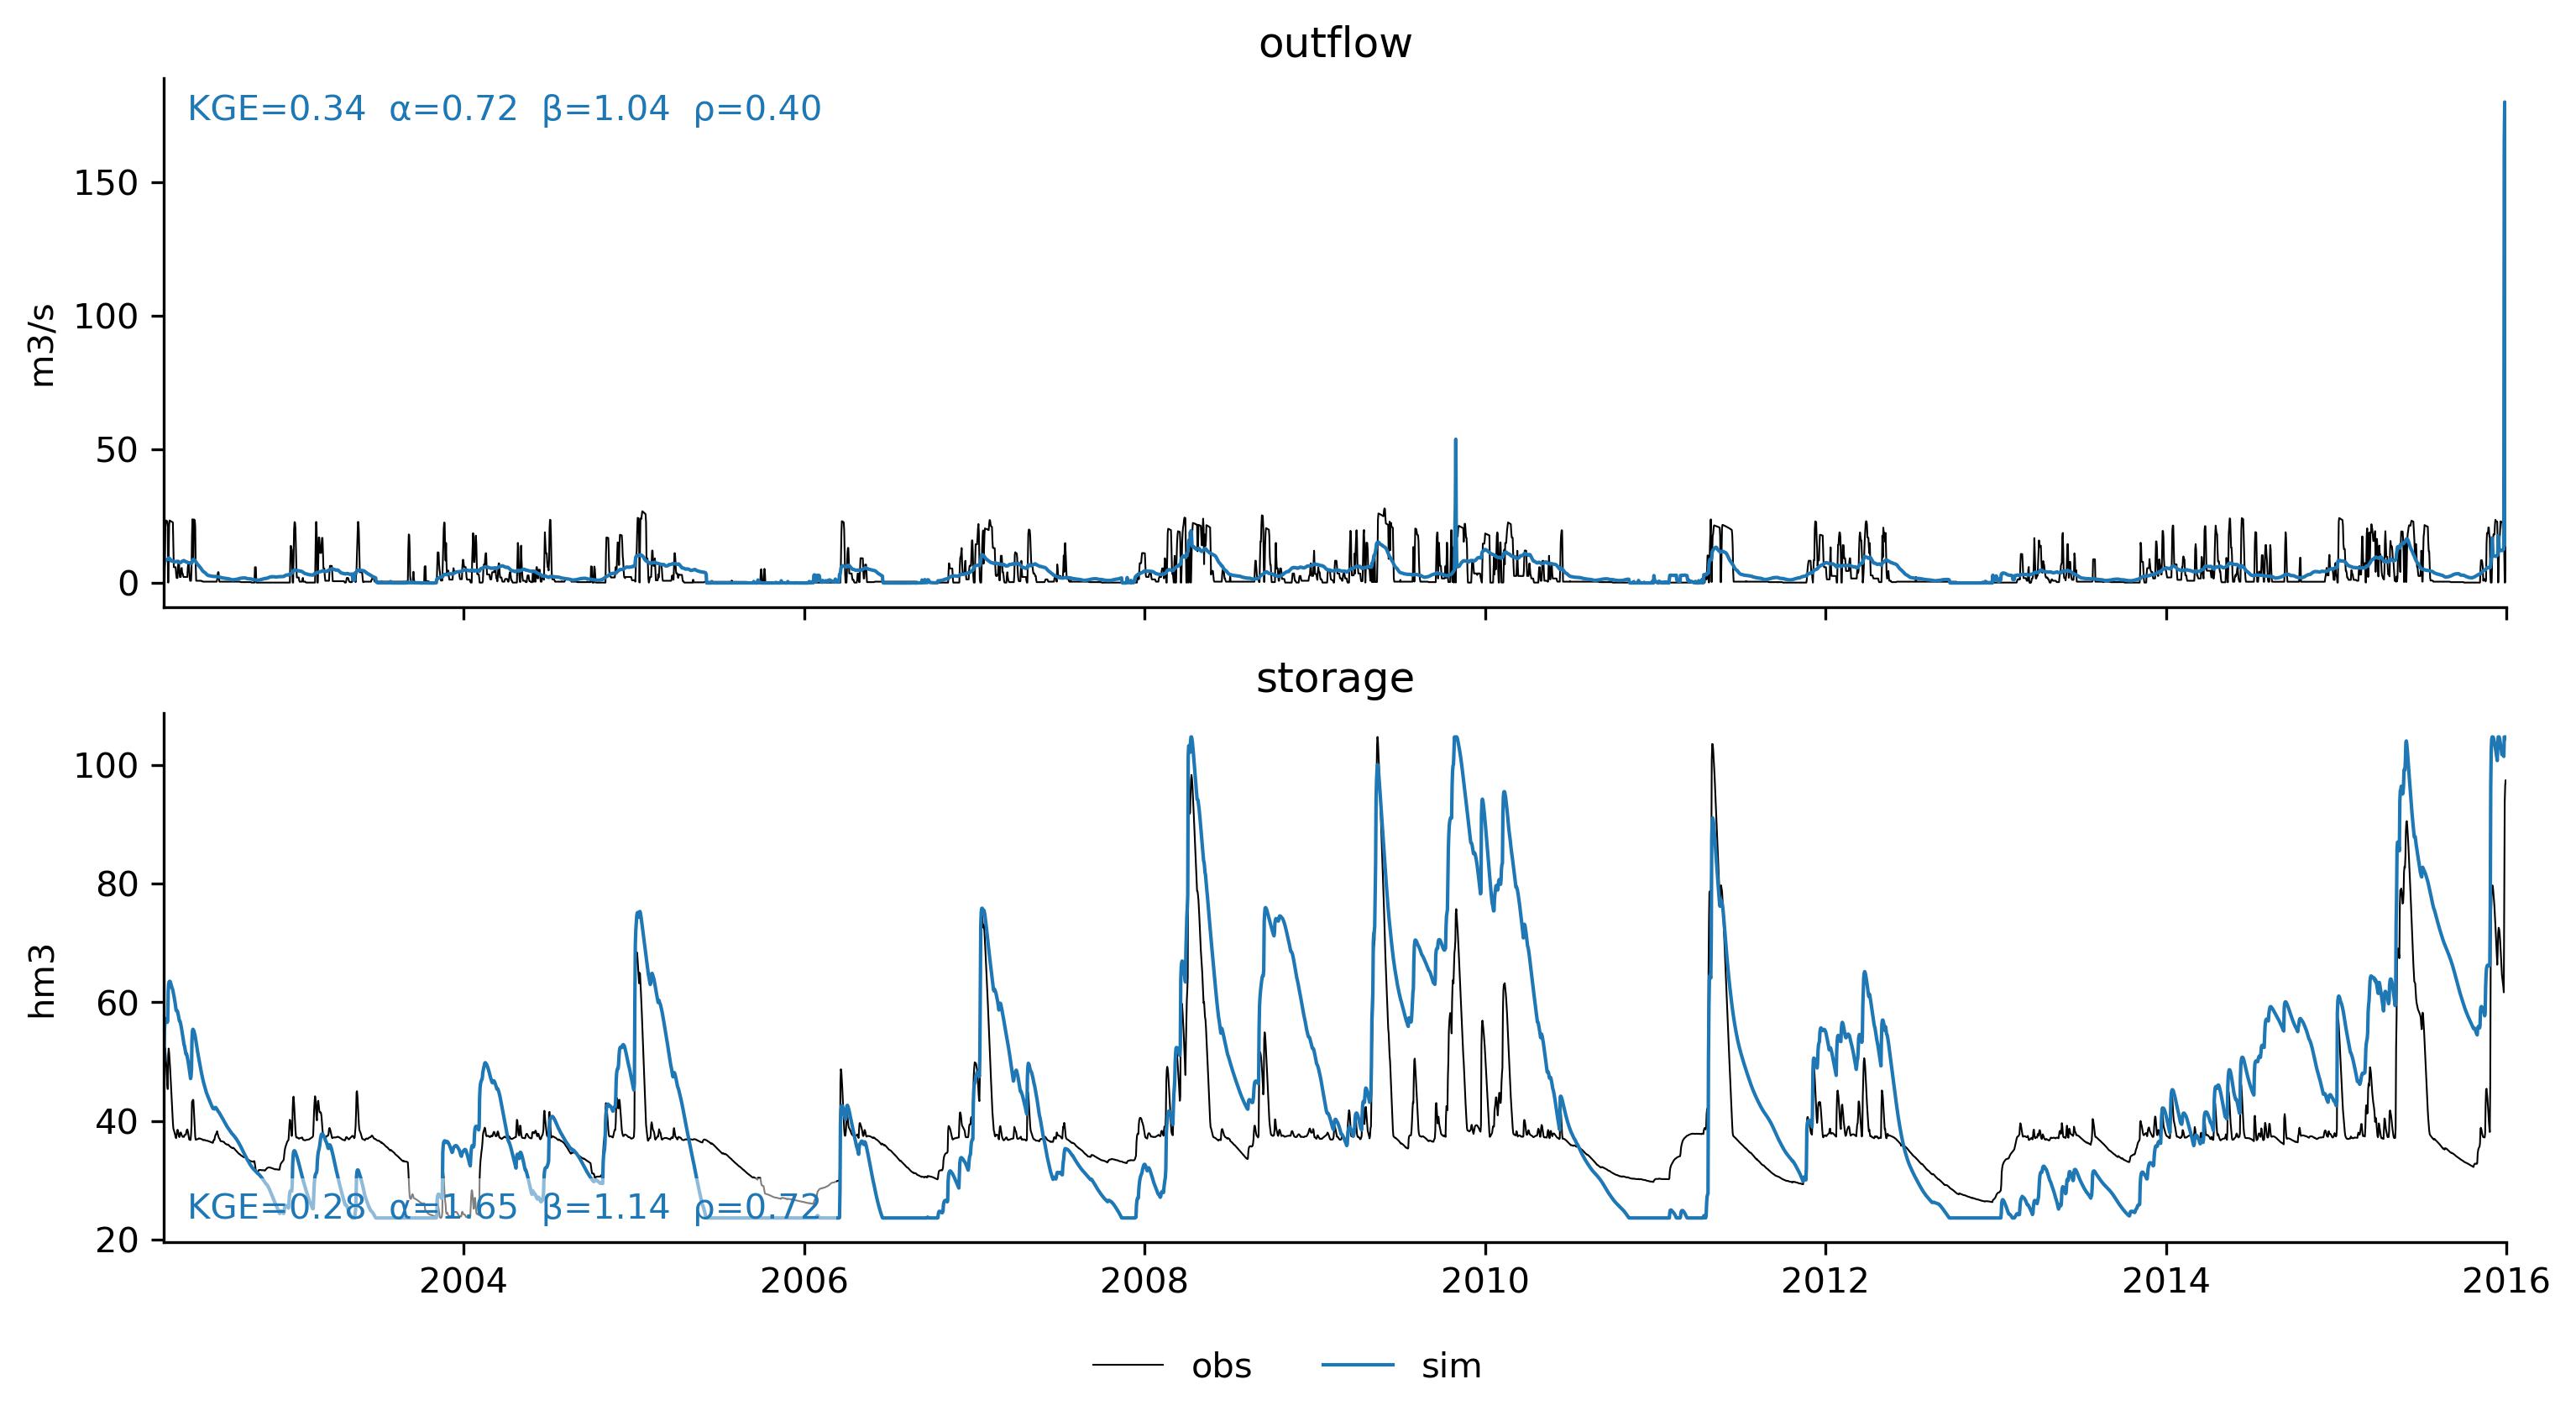 outflow
KGE=0.34 α=0.72 β=1.04 ρ=0.40
m3/s
150
100
50
0
storage
hm3
100
80
60
40
20
KGE=0.28 α=1.65 β=1.14 ρ=0.72
2004 2006 2008 2010 2012 2014 2016
obs sim